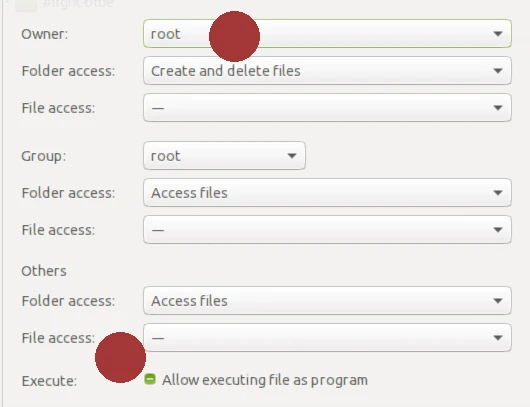 Owner: root
Folder access: Create and delete files
File access: —
Group: root
Folder access: Access files
File access: —
Others
Folder access: Access files
File access: —
Execute: Allow executing file as program